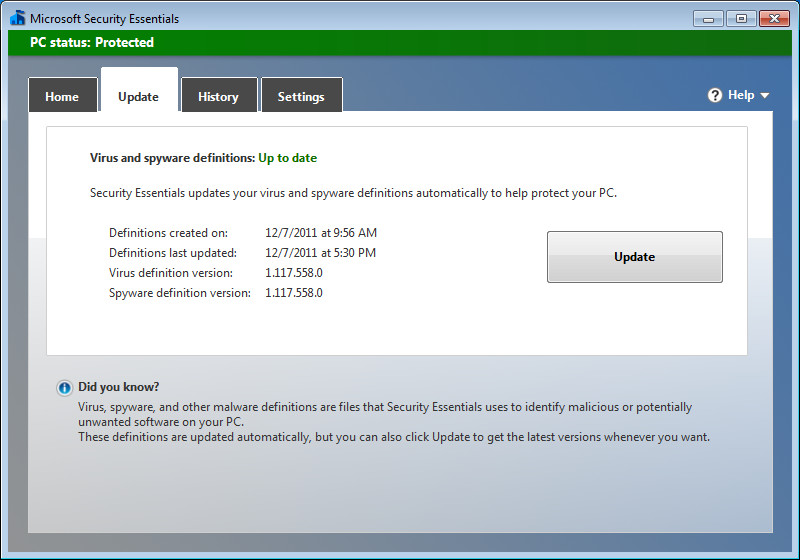 Microsoft Security Essentials
PC status: Protected
Home
Update
History
Settings
? Help
Virus and spyware definitions: Up to date
Security Essentials updates your virus and spyware definitions automatically to help protect your PC.
Definitions created on: 12/7/2011 at 9:56 AM
Definitions last updated: 12/7/2011 at 5:30 PM
Virus definition version: 1.117.558.0
Spyware definition version: 1.117.558.0
Update
Did you know?
Virus, spyware, and other malware definitions are files that Security Essentials uses to identify malicious or potentially
unwanted software on your PC.
These definitions are updated automatically, but you can also click Update to get the latest versions whenever you want.